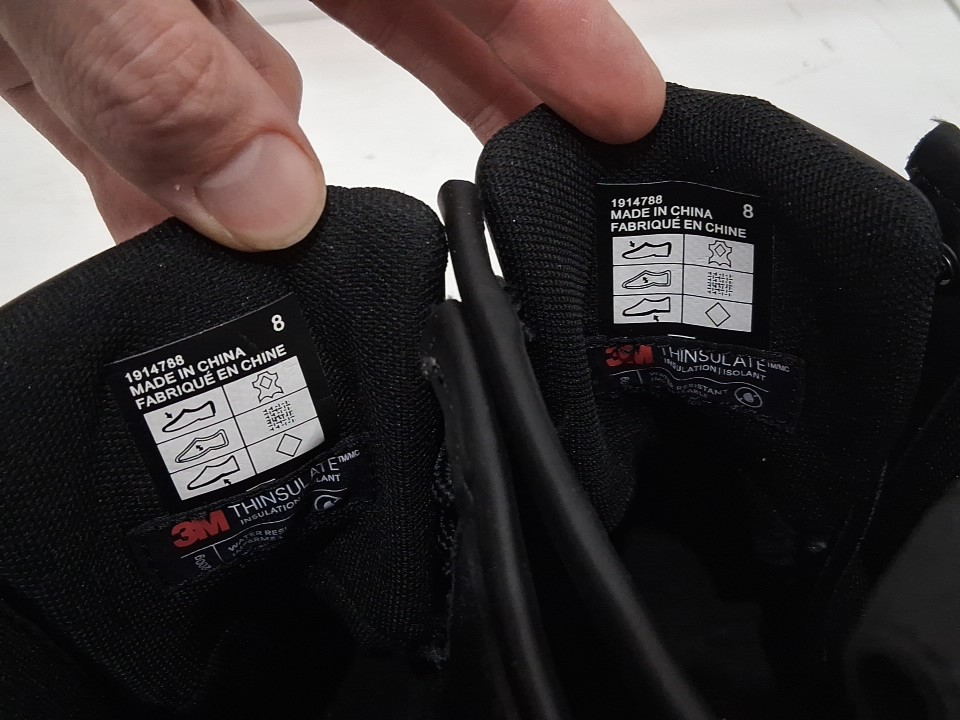 1914788 8
MADE IN CHINA
FABRIQUÉ EN CHINE
3M THINSULATE TM/MC
INSULATION
WATER
1914788 8
MADE IN CHINA
FABRIQUÉ EN CHINE
3M THINSULATE TM/MC
INSULATION | ISOLANT